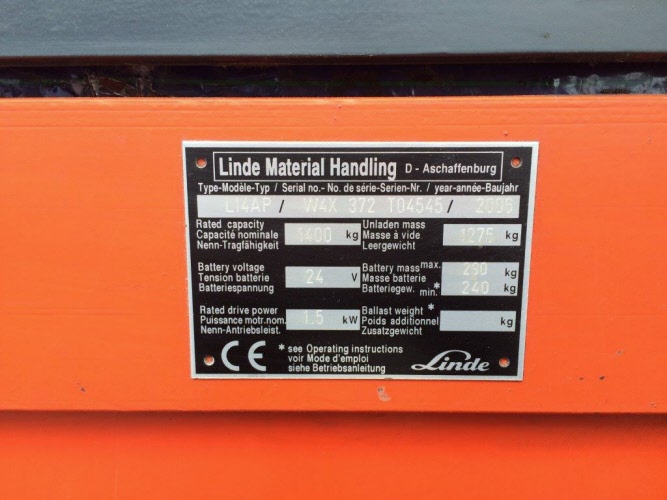 Linde Material Handling D - Aschaffenburg
Type-Modèle-Typ / Serial no.- No. de série-Serien-Nr. / year-année-Baujahr
L14AP / W4X 372 T04545 /
Rated capacity
Capacité nominale
Nenn-Tragfähigkeit
1400 kg
Unladen mass
Masse à vide
Leergewicht
1275 kg
Battery voltage
Tension batterie
Batteriespannung
24 V
Battery mass max.
Masse batterie
Batteriegew. min.*
kg
240 kg
Rated drive power
Puissance motr.nom.
Nenn-Antriebsleist.
1.5 kW
Ballast weight *
Poids additionnel
Zusatzgewicht
kg
CE
* see Operating instructions
voir Mode d'emploi
siehe Betriebsanleitung
Linde